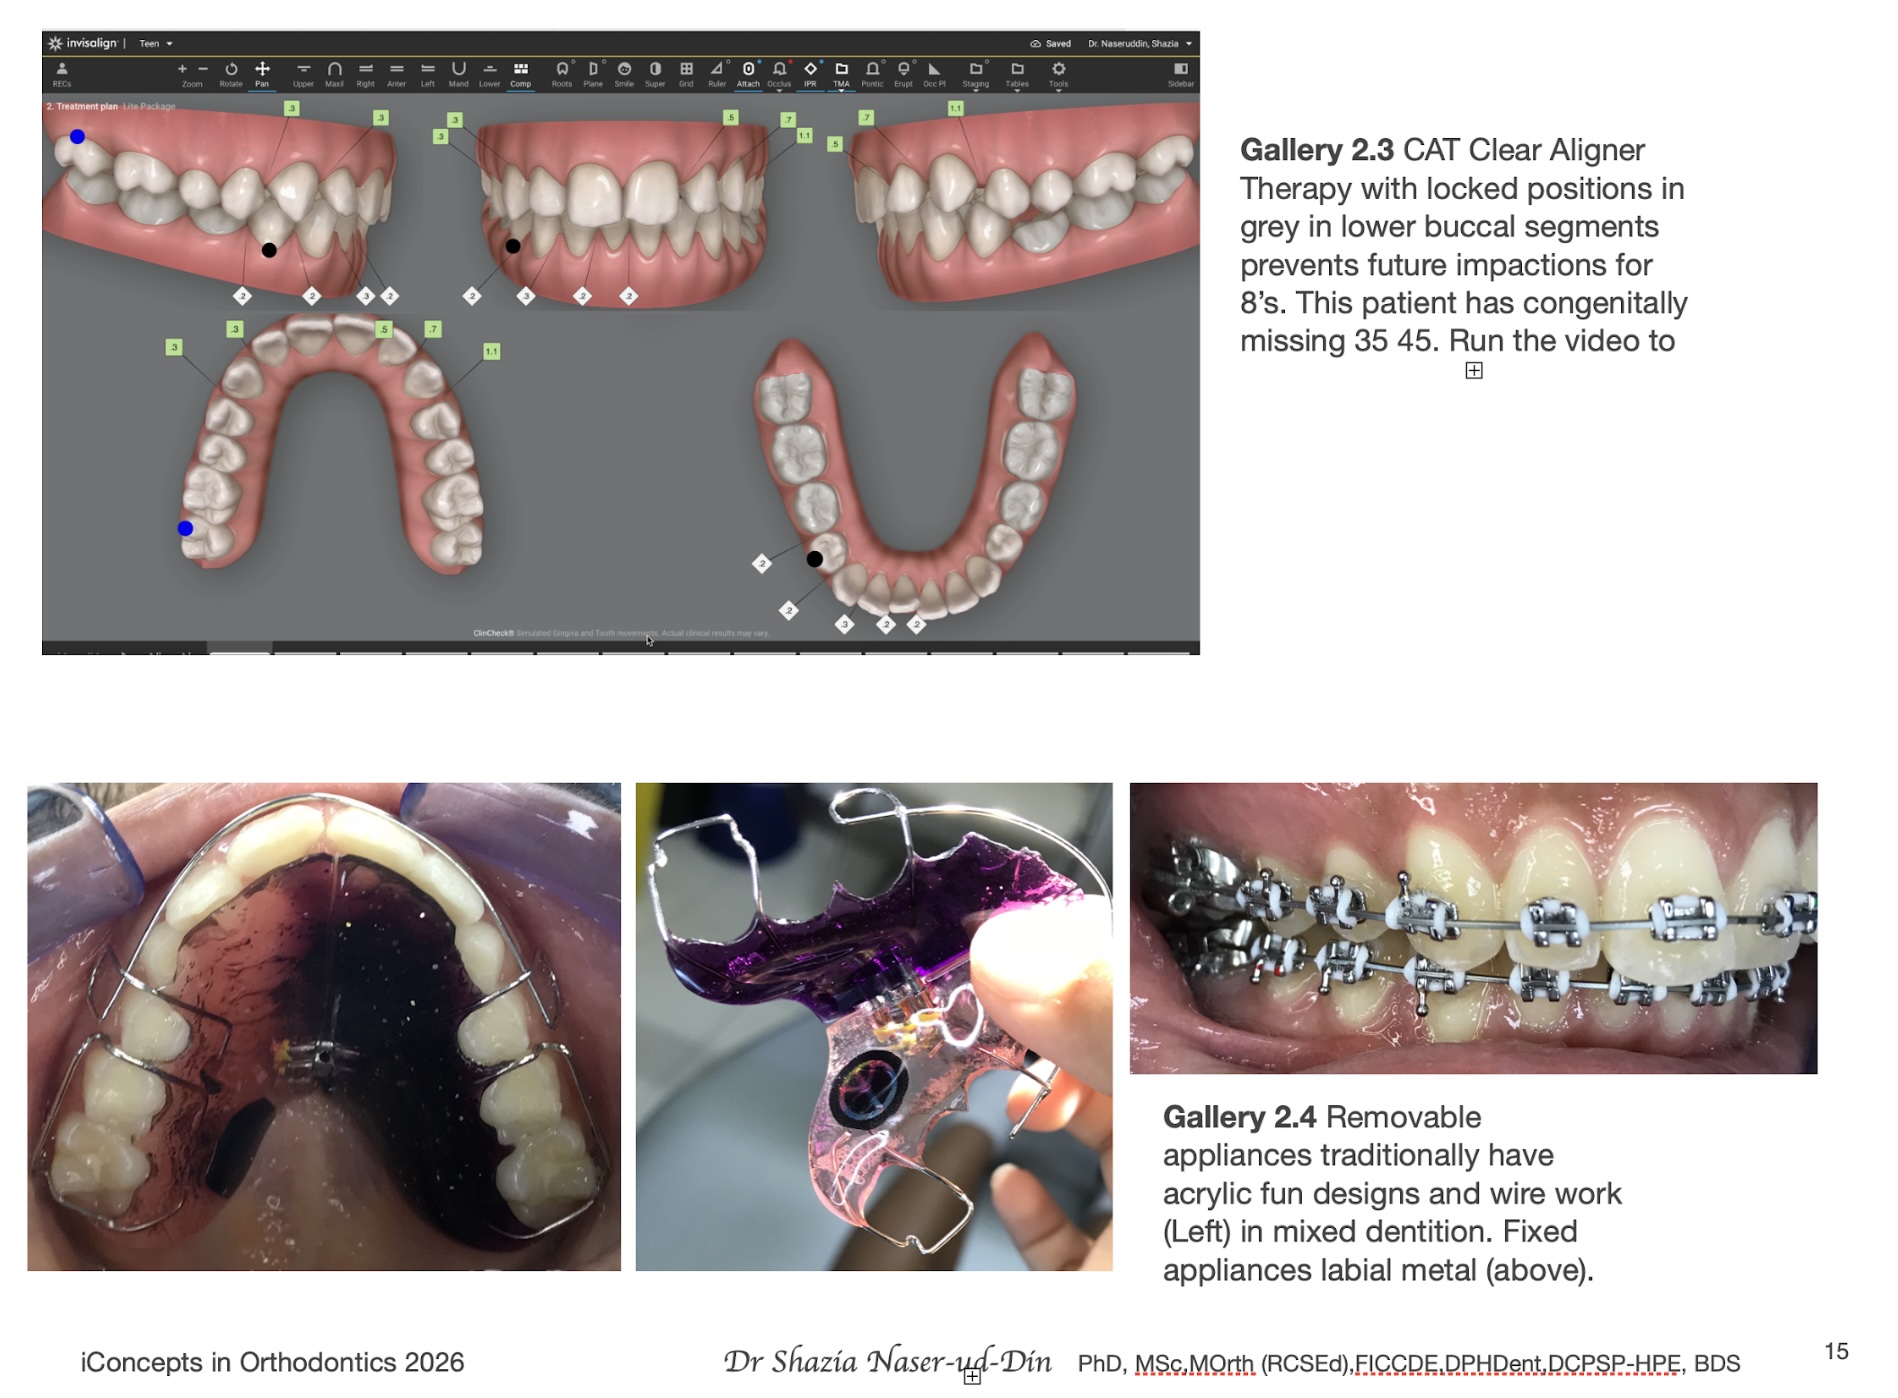 invisalign | Teen
Saved Dr. Naseruddin, Shazia
RECs Zoom Rotate Pan Upper Maxil Right Anter Left Mand Lower Comp Roots Plane Smile Super Grid Ruler Attach Occlus IPR TMA Pontic Erupt Occ Pl Staging Tables Tools Sidebar
2. Treatment plan Lite Package
.3 .3 .3 .3 .5 .7 1.1 .7 1.1 .5
.2 .2 .3 .2 .2 .3 .2 .2
.3 .3 .5 .7 1.1
.2 .2 .3 .2 .2
ClinCheck® Simulated Gingiva and Tooth movements. Actual clinical results may vary.
Gallery 2.3 CAT Clear Aligner
Therapy with locked positions in
grey in lower buccal segments
prevents future impactions for
8’s. This patient has congenitally
missing 35 45. Run the video to
Gallery 2.4 Removable
appliances traditionally have
acrylic fun designs and wire work
(Left) in mixed dentition. Fixed
appliances labial metal (above).
iConcepts in Orthodontics 2026
Dr Shazia Naser-ud-Din PhD, MSc,MOrth (RCSEd),FICCDE,DPHDent,DCPSP-HPE, BDS
15